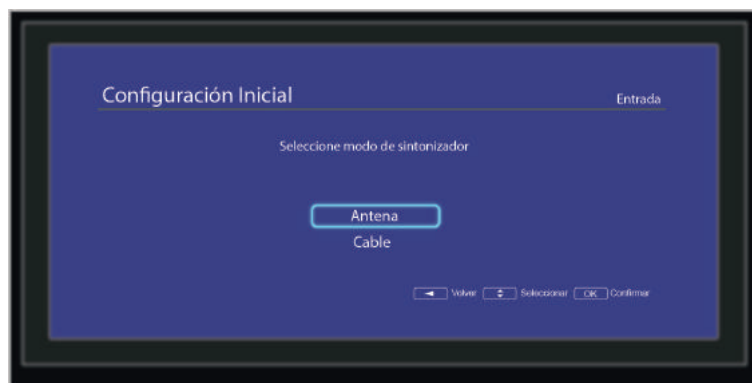 Configuración Inicial
Entrada
Seleccione modo de sintonizador
Antena
Cable
Volver Seleccionar OK Confirmar